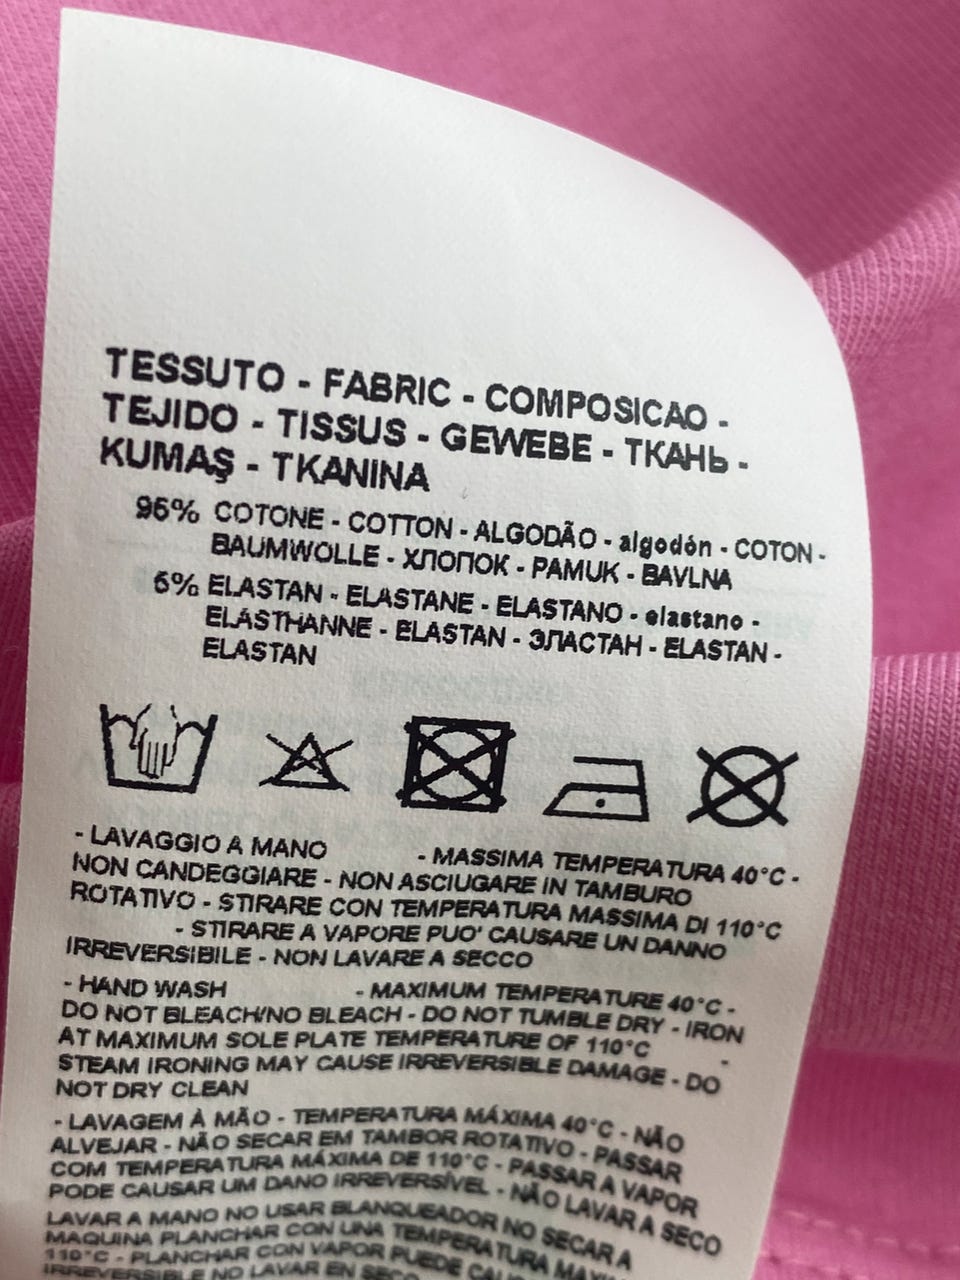 TESSUTO - FABRIC - COMPOSICAO -
TEJIDO - TISSUS - GEWEBE - ТКАНЬ -
KUMAŞ - TKANINA
95% COTONE - COTTON - ALGODÃO - algodón - COTON -
BAUMWOLLE - ХЛОПОК - PAMUK - BAVLNA
5% ELASTAN - ELASTANE - ELASTANO - elastano -
ELASTHANNE - ELASTAN - ЭЛАСТАН - ELASTAN -
ELASTAN
- LAVAGGIO A MANO - MASSIMA TEMPERATURA 40°C -
NON CANDEGGIARE - NON ASCIUGARE IN TAMBURO
ROTATIVO - STIRARE CON TEMPERATURA MASSIMA DI 110°C
- STIRARE A VAPORE PUO' CAUSARE UN DANNO
IRREVERSIBILE - NON LAVARE A SECCO
- HAND WASH - MAXIMUM TEMPERATURE 40°C -
DO NOT BLEACH/NO BLEACH - DO NOT TUMBLE DRY - IRON
AT MAXIMUM SOLE PLATE TEMPERATURE OF 110°C -
STEAM IRONING MAY CAUSE IRREVERSIBLE DAMAGE - DO
NOT DRY CLEAN
- LAVAGEM À MÃO - TEMPERATURA MÁXIMA 40°C - NÃO
ALVEJAR - NÃO SECAR EM TAMBOR ROTATIVO - PASSAR
COM TEMPERATURA MÁXIMA DE 110°C - PASSAR A VAPOR
PODE CAUSAR UM DANO IRREVERSÍVEL - NÃO LAVAR A SECO
LAVAR A MANO NO USAR BLANQUEADOR NO SECAR A
MAQUINA PLANCHAR CON UNA TEMPERATURA MAXIMA
110°C - PLANCHAR CON VAPOR PUEDE
IRREVERSIBLE NO LAVAR EN SECO